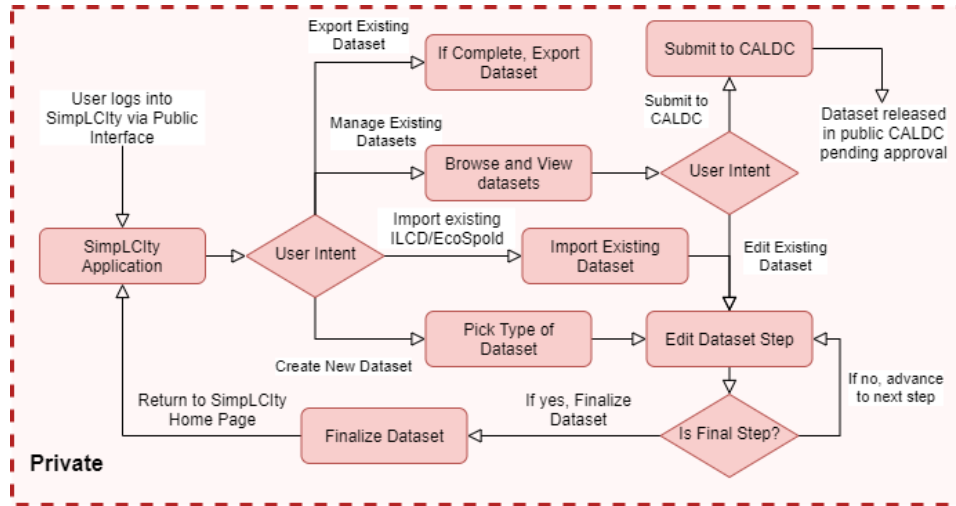 Export Existing
Dataset
If Complete, Export
Dataset
Submit to CALDC
User logs into
SimpLCIty via Public
Interface
Manage Existing
Datasets
Submit to
CALDC
Dataset released
in public CALDC
pending approval
Browse and View
datasets
User Intent
SimpLCIty
Application
User Intent
Import existing
ILCD/EcoSpold
Import Existing
Dataset
Edit Existing
Dataset
Create New Dataset
Pick Type of
Dataset
Edit Dataset Step
If no, advance
to next step
Return to SimpLCIty
Home Page
Finalize Dataset
If yes, Finalize
Dataset
Is Final Step?
Private